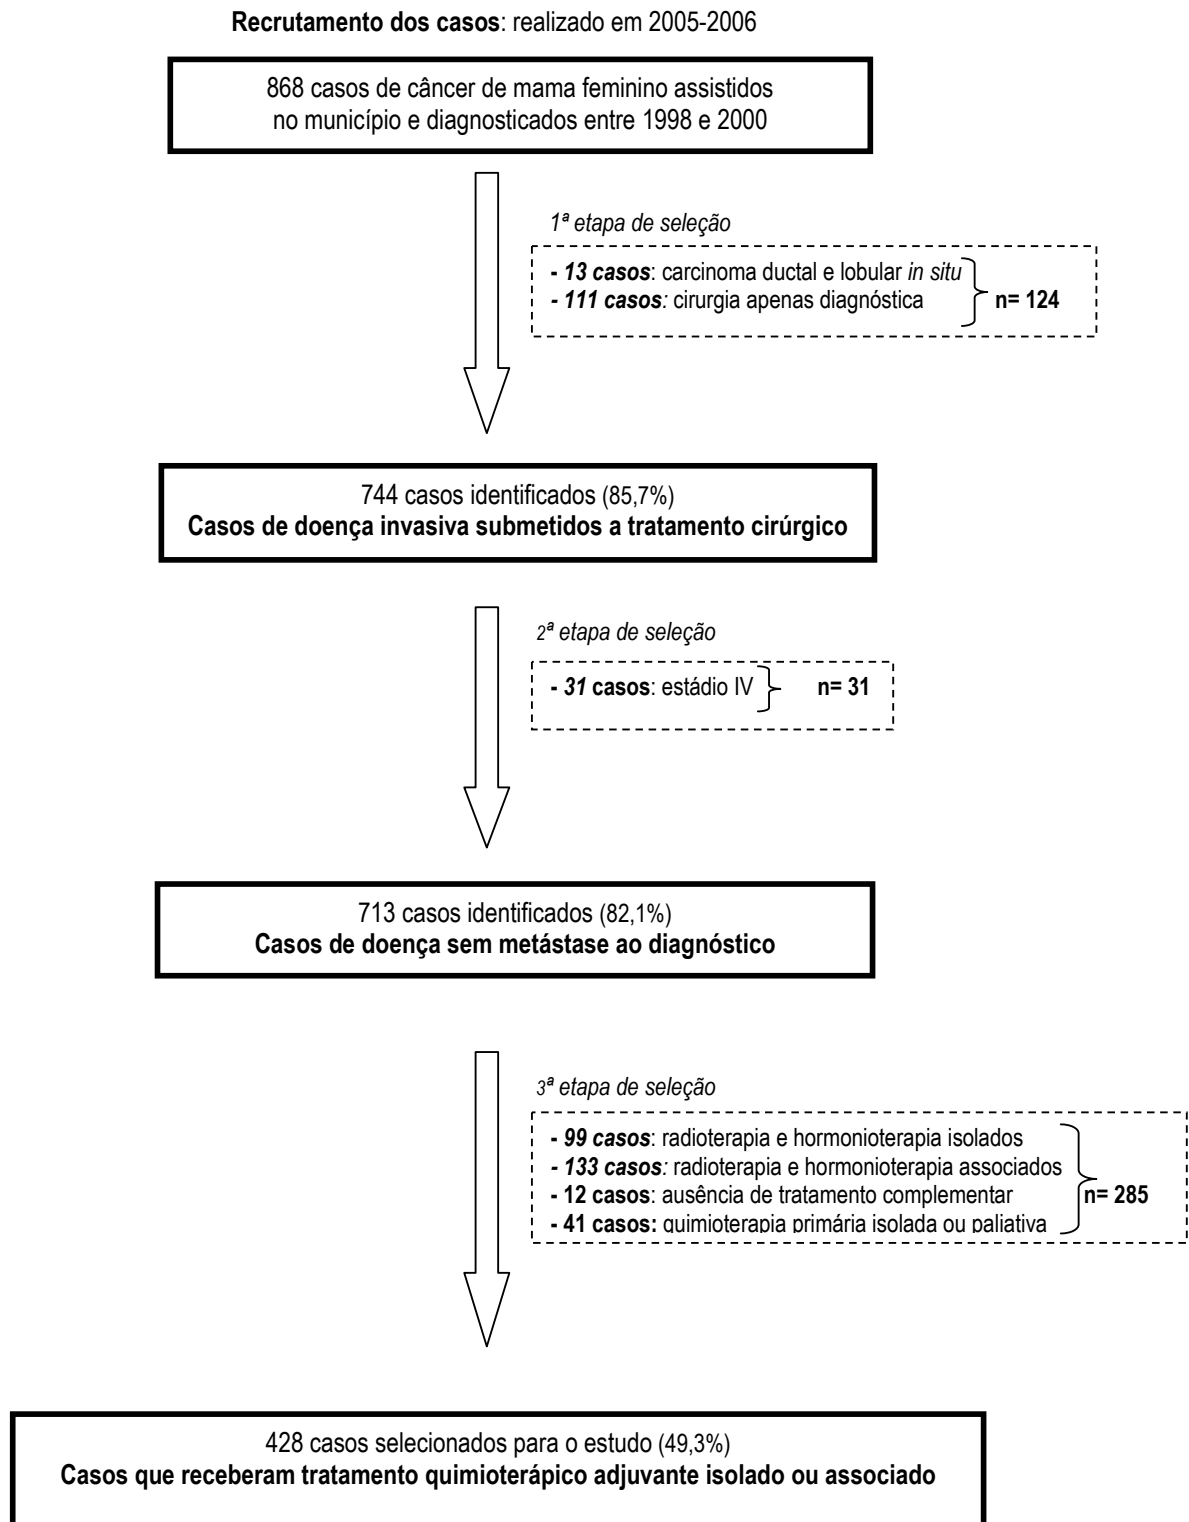 Recrutamento dos casos: realizado em 2005-2006
868 casos de câncer de mama feminino assistidos
no município e diagnosticados entre 1998 e 2000
1ª etapa de seleção
- 13 casos: carcinoma ductal e lobular in situ
- 111 casos: cirurgia apenas diagnóstica
n= 124
744 casos identificados (85,7%)
Casos de doença invasiva submetidos a tratamento cirúrgico
2ª etapa de seleção
- 31 casos: estádio IV
n= 31
713 casos identificados (82,1%)
Casos de doença sem metástase ao diagnóstico
3ª etapa de seleção
- 99 casos: radioterapia e hormonioterapia isolados
- 133 casos: radioterapia e hormonioterapia associados
- 12 casos: ausência de tratamento complementar
- 41 casos: quimioterapia primária isolada ou paliativa
n= 285
428 casos selecionados para o estudo (49,3%)
Casos que receberam tratamento quimioterápico adjuvante isolado ou associado